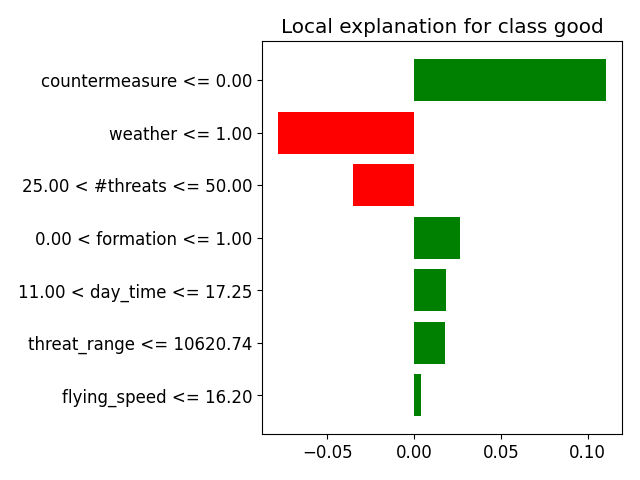 Local explanation for class good
countermeasure <= 0.00
weather <= 1.00
25.00 < #threats <= 50.00
0.00 < formation <= 1.00
11.00 < day_time <= 17.25
threat_range <= 10620.74
flying_speed <= 16.20
−0.05 0.00 0.05 0.10